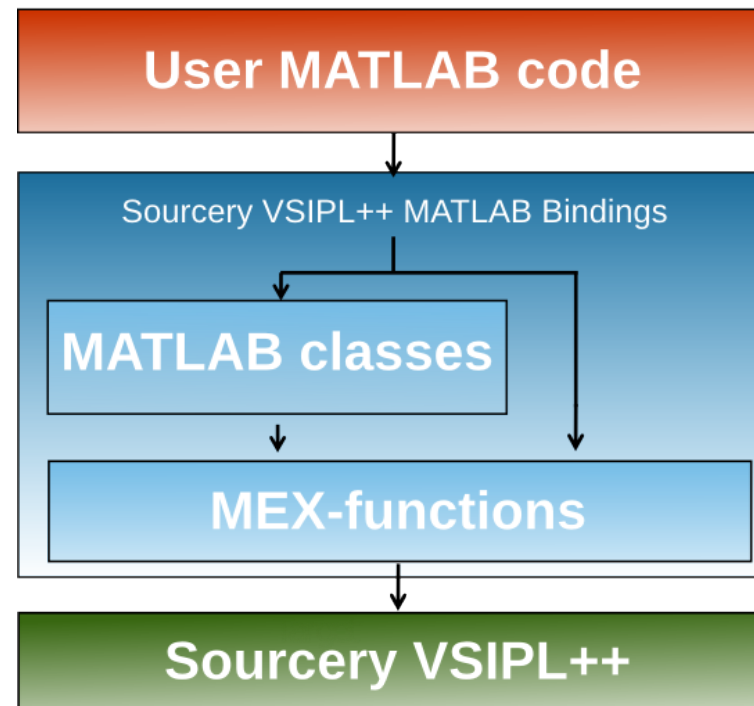 User MATLAB code
Sourcery VSIPL++ MATLAB Bindings
MATLAB classes
MEX-functions
Sourcery VSIPL++